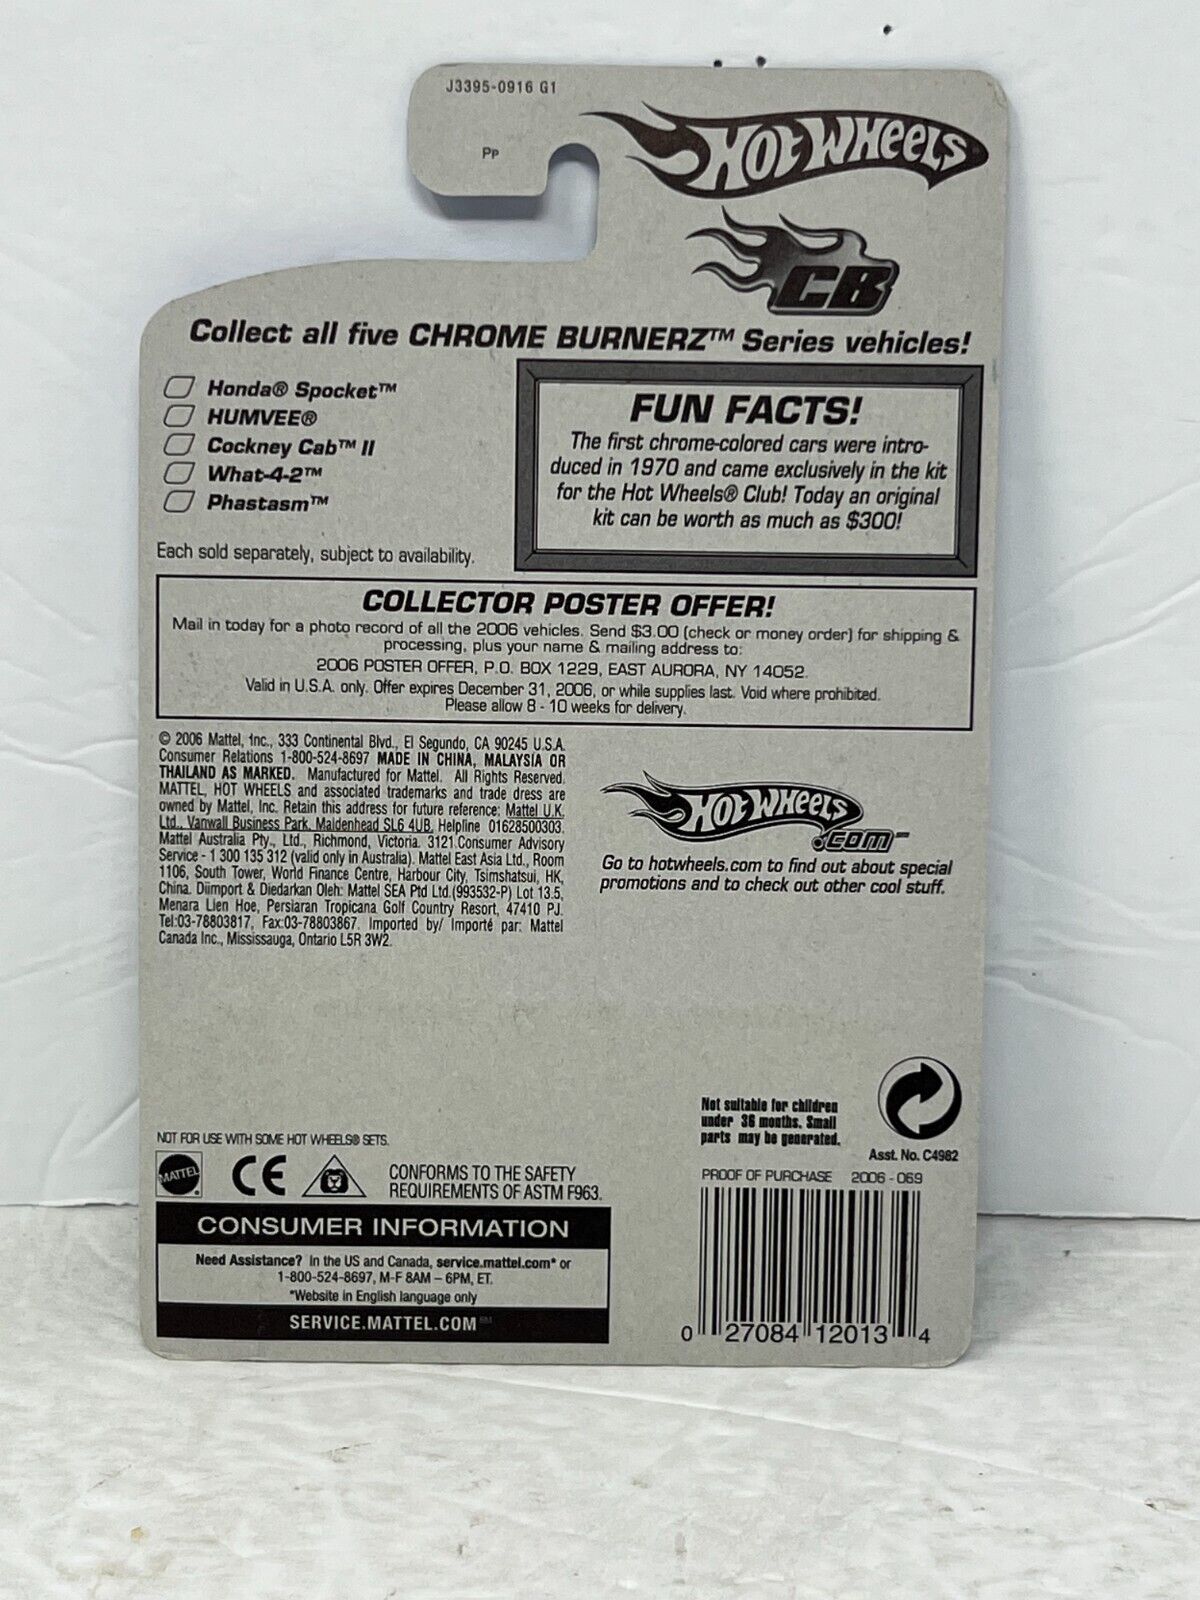 J3395-0916 G1
PP
HOT WHEELS
CB
Collect all five CHROME BURNERZ™ Series vehicles!
Honda® Spocket™
HUMVEE®
Cockney Cab™ II
What-4-2™
Phastasm™
Each sold separately, subject to availability.
FUN FACTS!
The first chrome-colored cars were intro-
duced in 1970 and came exclusively in the kit
for the Hot Wheels® Club! Today an original
kit can be worth as much as $300!
COLLECTOR POSTER OFFER!
Mail in today for a photo record of all the 2006 vehicles. Send $3.00 (check or money order) for shipping &
processing, plus your name & mailing address to:
2006 POSTER OFFER, P.O. BOX 1229, EAST AURORA, NY 14052.
Valid in U.S.A. only. Offer expires December 31, 2006, or while supplies last. Void where prohibited.
Please allow 8 - 10 weeks for delivery.
© 2006 Mattel, Inc., 333 Continental Blvd., El Segundo, CA 90245 U.S.A.
Consumer Relations 1-800-524-8697 MADE IN CHINA, MALAYSIA OR
THAILAND AS MARKED. Manufactured for Mattel. All Rights Reserved.
MATTEL, HOT WHEELS and associated trademarks and trade dress are
owned by Mattel, Inc. Retain this address for future reference: Mattel U.K.
Ltd., Vanwall Business Park, Maidenhead SL6 4UB. Helpline 01628500303.
Mattel Australia Pty., Ltd., Richmond, Victoria. 3121.Consumer Advisory
Service - 1 300 135 312 (valid only in Australia). Mattel East Asia Ltd., Room
1106, South Tower, World Finance Centre, Harbour City, Tsimshatsui, HK,
China. Diimport & Diedarkan Oleh: Mattel SEA Ptd Ltd.(993532-P) Lot 13.5,
Menara Lien Hoe, Persiaran Tropicana Golf Country Resort, 47410 PJ.
Tel:03-78803817, Fax:03-78803867. Imported by/ Importé par: Mattel
Canada Inc., Mississauga, Ontario L5R 3W2.
HOT WHEELS
.COM™
Go to hotwheels.com to find out about special
promotions and to check out other cool stuff.
Not suitable for children
under 36 months. Small
parts may be generated.
Asst. No. C4982
NOT FOR USE WITH SOME HOT WHEELS® SETS.
MATTEL
CE
CONFORMS TO THE SAFETY
REQUIREMENTS OF ASTM F963.
PROOF OF PURCHASE 2006 - 069
CONSUMER INFORMATION
Need Assistance? In the US and Canada, service.mattel.com* or
1-800-524-8697, M-F 8AM – 6PM, ET.
*Website in English language only
SERVICE.MATTEL.COM℠
0 27084 12013 4